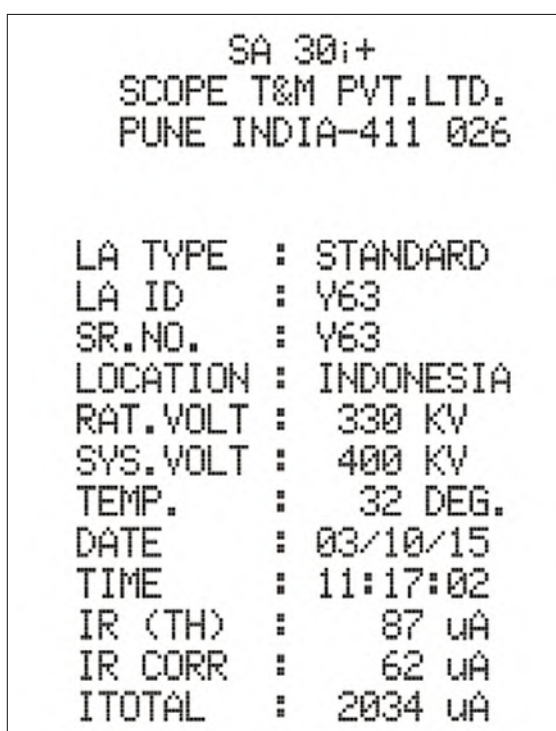 SA 30i+
SCOPE T&M PVT.LTD.
PUNE INDIA-411 026
LA TYPE : STANDARD
LA ID : Y63
SR.NO. : Y63
LOCATION : INDONESIA
RAT.VOLT : 330 KV
SYS.VOLT : 400 KV
TEMP. : 32 DEG.
DATE : 03/10/15
TIME : 11:17:02
IR (TH) : 87 uA
IR CORR : 62 uA
ITOTAL : 2034 uA